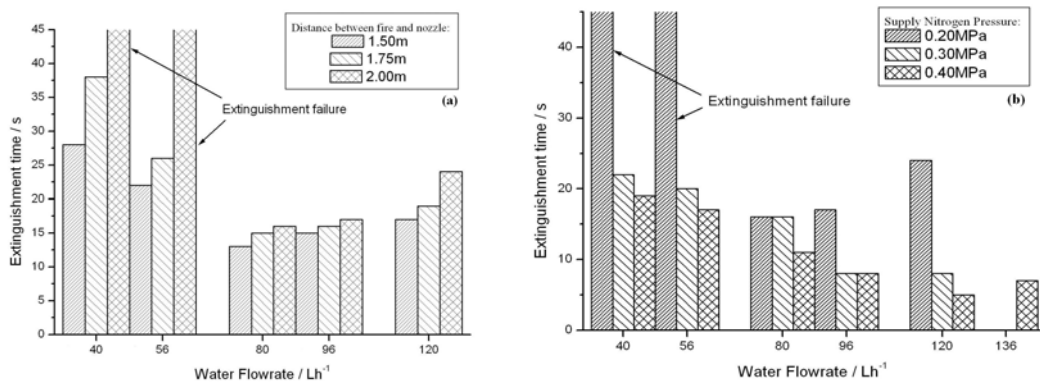 Extinguishment time / s
45
40
35
30
25
20
15
10
5
0
Distance between fire and nozzle:
1.50m
1.75m
2.00m
(a)
Extinguishment failure
40 56 80 96 120
Water Flowrate / Lh⁻¹
Extinguishment time / s
40
30
20
10
0
Supply Nitrogen Pressure:
0.20MPa
0.30MPa
0.40MPa
(b)
Extinguishment failure
40 56 80 96 120 136
Water Flowrate / Lh⁻¹